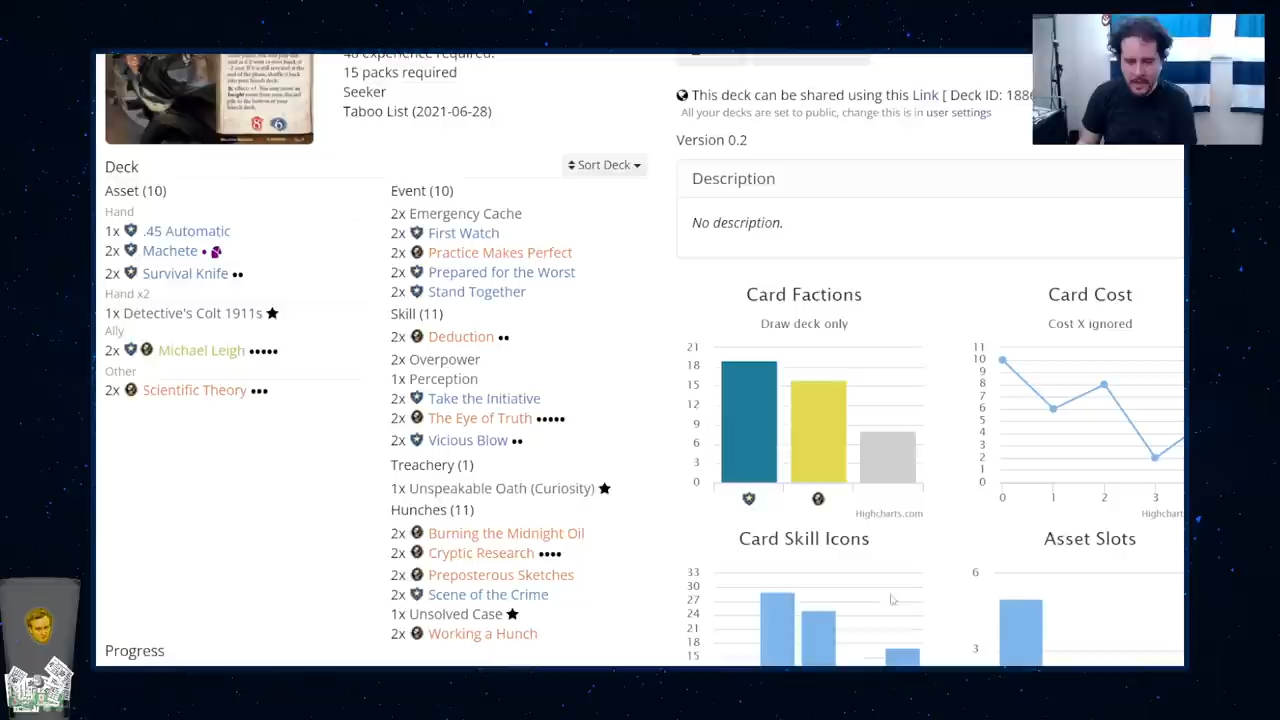 15 packs required
Seeker
Taboo List (2021-06-28)
This deck can be shared using this Link [ Deck ID: 1886
All your decks are set to public, change this is in user settings
Version 0.2
Deck
Sort Deck
Description
No description.
Asset (10)
Hand
1x .45 Automatic
2x Machete
2x Survival Knife
Hand x2
1x Detective's Colt 1911s
Ally
2x Michael Leigh
Other
2x Scientific Theory
Event (10)
2x Emergency Cache
2x First Watch
2x Practice Makes Perfect
2x Prepared for the Worst
2x Stand Together
Skill (11)
2x Deduction
2x Overpower
1x Perception
2x Take the Initiative
2x The Eye of Truth
2x Vicious Blow
Treachery (1)
1x Unspeakable Oath (Curiosity)
Hunches (11)
2x Burning the Midnight Oil
2x Cryptic Research
2x Preposterous Sketches
2x Scene of the Crime
1x Unsolved Case
2x Working a Hunch
Progress
Card Factions
Draw deck only
21
18
15
12
9
6
3
0
Highcharts.com
Card Cost
Cost X ignored
11
10
9
8
7
6
5
4
3
2
1
0
0 1 2 3
Highchart
Card Skill Icons
33
30
27
24
21
18
15
Asset Slots
6
3